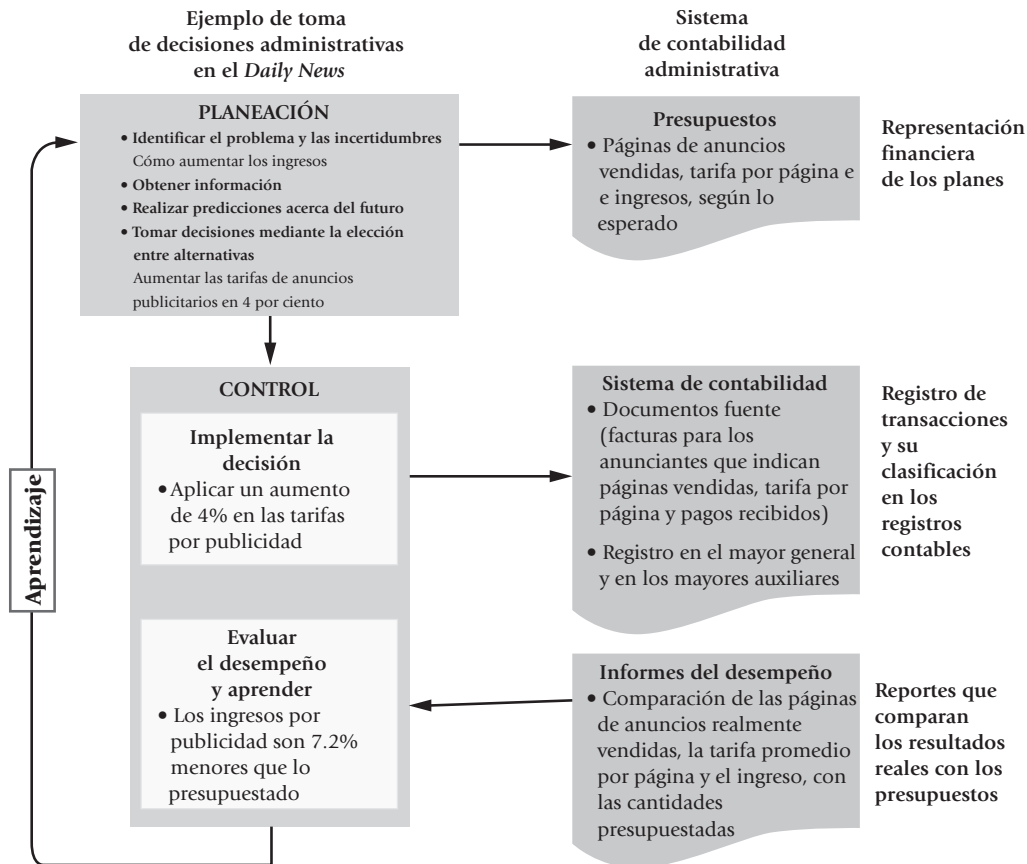 Ejemplo de toma
de decisiones administrativas
en el Daily News
Sistema
de contabilidad
administrativa
PLANEACIÓN
• Identificar el problema y las incertidumbres
Cómo aumentar los ingresos
• Obtener información
• Realizar predicciones acerca del futuro
• Tomar decisiones mediante la elección
entre alternativas
Aumentar las tarifas de anuncios
publicitarios en 4 por ciento
Presupuestos
• Páginas de anuncios
vendidas, tarifa por página e
e ingresos, según lo
esperado
Representación
financiera
de los planes
CONTROL
Implementar la
decisión
• Aplicar un aumento
de 4% en las tarifas
por publicidad
Sistema de contabilidad
• Documentos fuente
(facturas para los
anunciantes que indican
páginas vendidas, tarifa por
página y pagos recibidos)
• Registro en el mayor general
y en los mayores auxiliares
Registro de
transacciones
y su
clasificación
en los
registros
contables
Aprendizaje
Evaluar
el desempeño
y aprender
• Los ingresos por
publicidad son 7.2%
menores que lo
presupuestado
Informes del desempeño
• Comparación de las páginas
de anuncios realmente
vendidas, la tarifa promedio
por página y el ingreso, con
las cantidades
presupuestadas
Reportes que
comparan
los resultados
reales con los
presupuestos